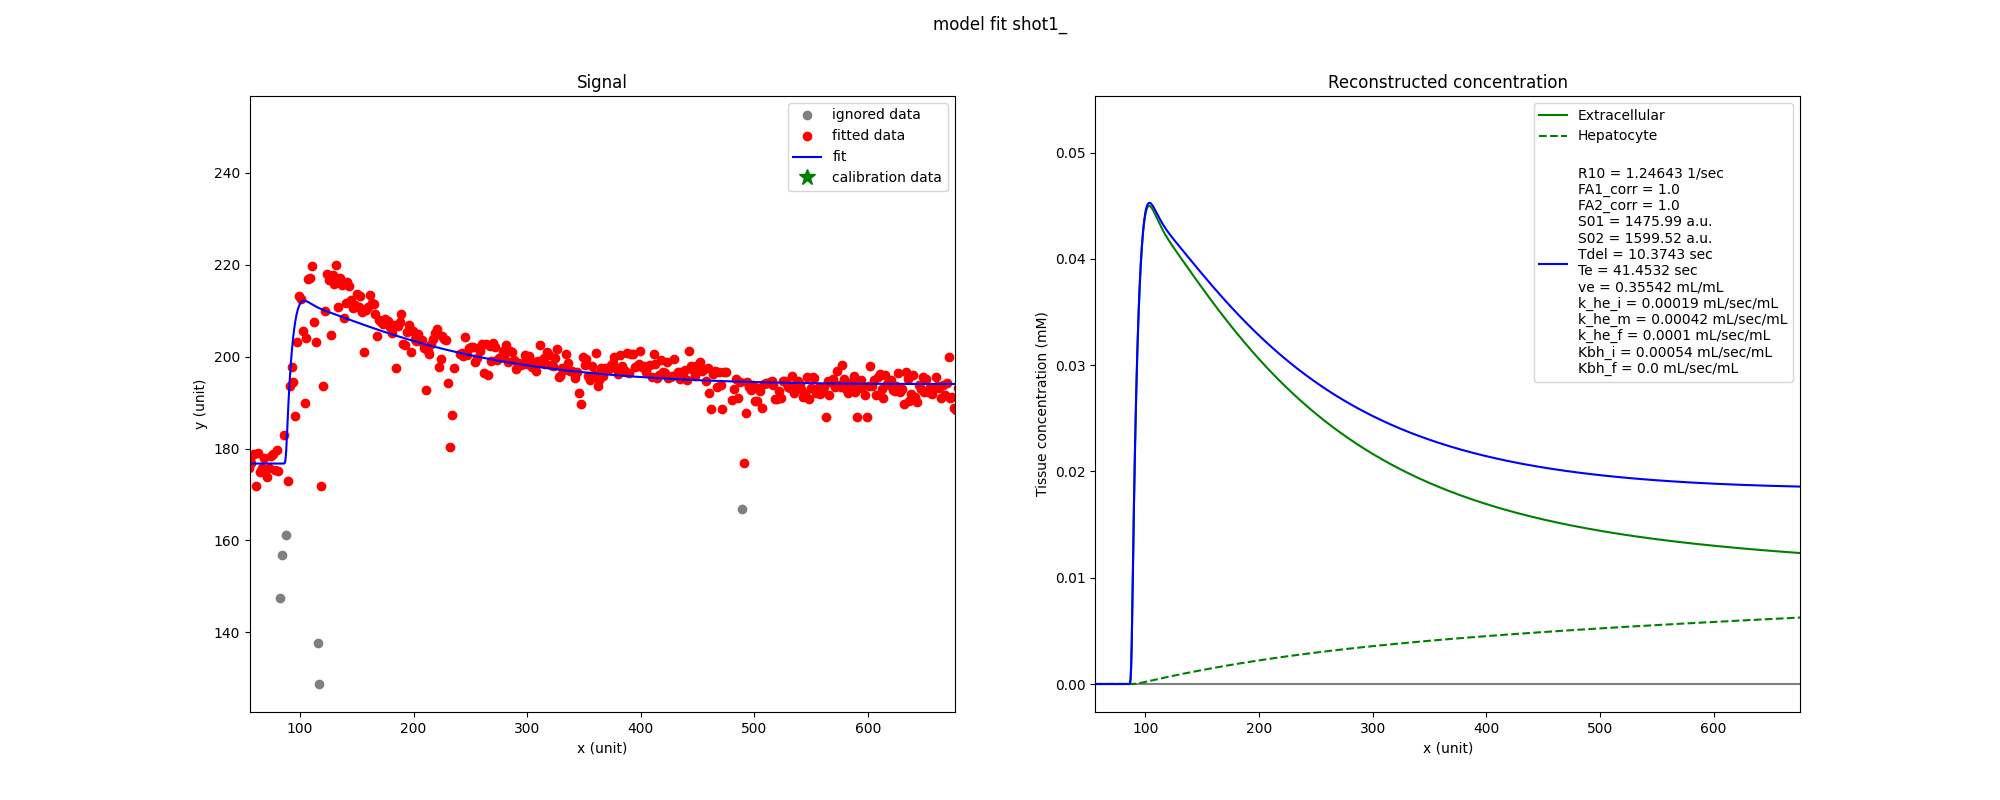 model fit shot1_
Signal
ignored data
fitted data
fit
calibration data
y (unit)
240
220
200
180
160
140
100
200
300
400
500
600
x (unit)
Reconstructed concentration
Extracellular
Hepatocyte
R10 = 1.24643 1/sec
FA1_corr = 1.0
FA2_corr = 1.0
S01 = 1475.99 a.u.
S02 = 1599.52 a.u.
Tdel = 10.3743 sec
Te = 41.4532 sec
ve = 0.35542 mL/mL
k_he_i = 0.00019 mL/sec/mL
k_he_m = 0.00042 mL/sec/mL
k_he_f = 0.0001 mL/sec/mL
Kbh_i = 0.00054 mL/sec/mL
Kbh_f = 0.0 mL/sec/mL
Tissue concentration (mM)
0.05
0.04
0.03
0.02
0.01
0.00
100
200
300
400
500
600
x (unit)